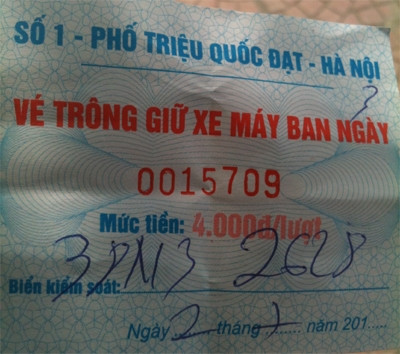 SỐ 1 - PHỐ TRIỆU QUỐC ĐẠT - HÀ NỘI
3
VÉ TRÔNG GIỮ XE MÁY BAN NGÀY
0015709
Mức tiền: 4.000đ/lượt
Biển kiểm soát: 2628
Ngày 2 tháng 1 năm 201.....